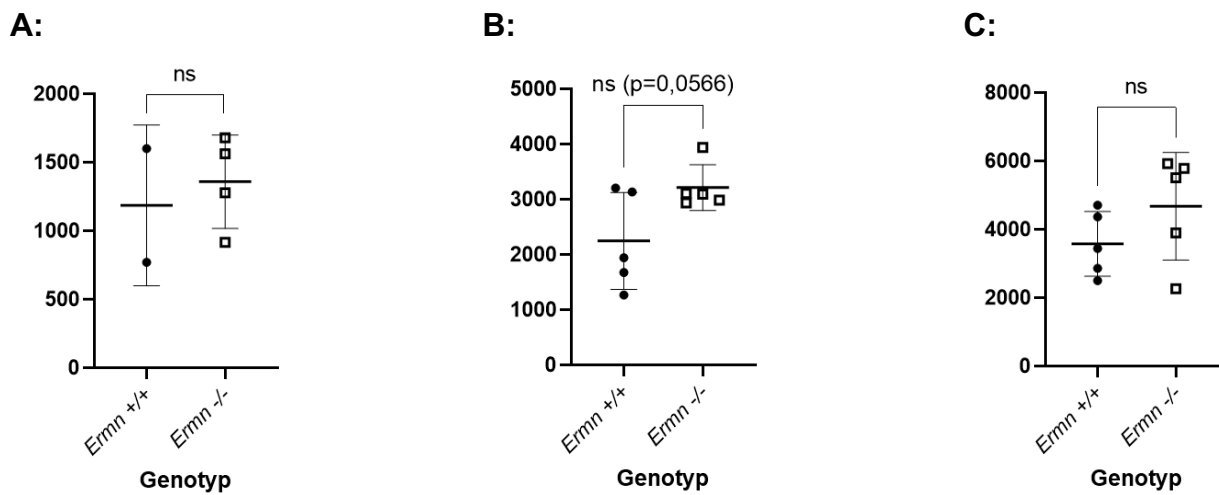 A:
ns
2000
1500
1000
500
0
Ermn +/+
Ermn -/-
Genotyp
B:
ns (p=0,0566)
5000
4000
3000
2000
1000
0
Ermn +/+
Ermn -/-
Genotyp
C:
ns
8000
6000
4000
2000
0
Ermn +/+
Ermn -/-
Genotyp